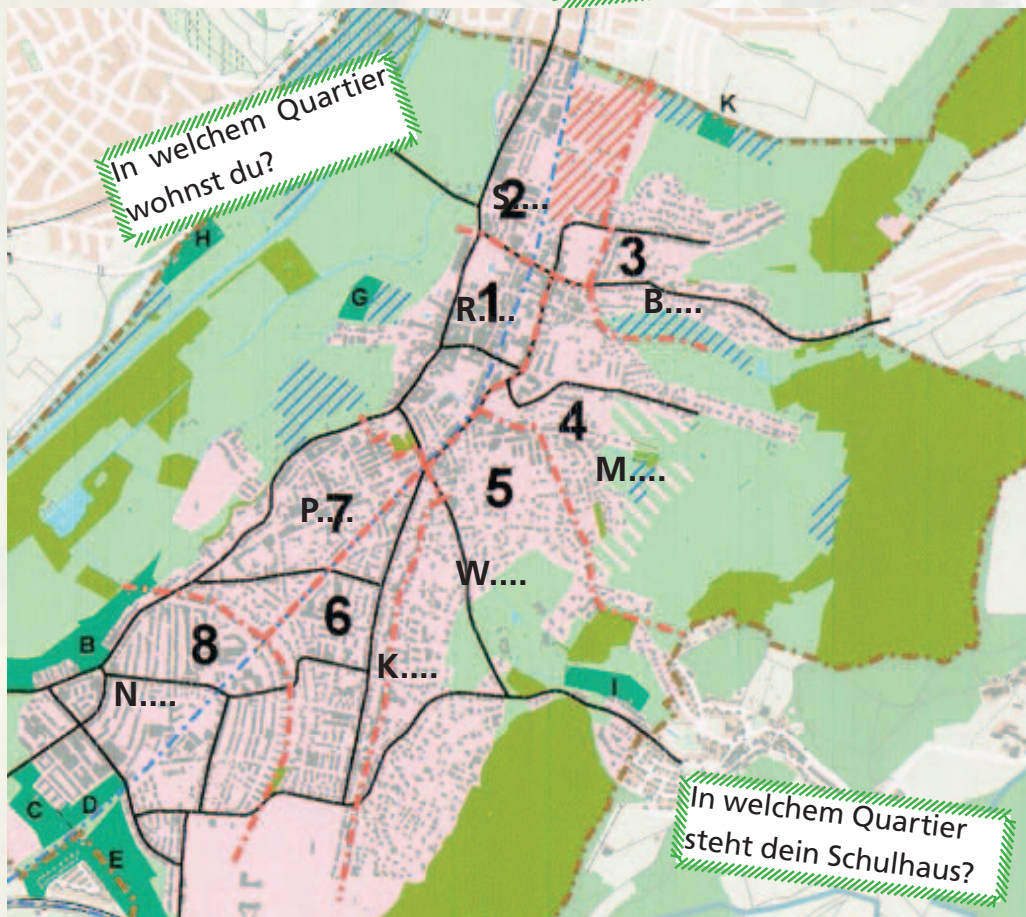 In welchem Quartier
wohnst du?
K
2
S....
H
3
G
1
R....
B....
4
M....
5
7
P....
W....
6
8
B
K....
N....
I
C
D
E
In welchem Quartier
steht dein Schulhaus?